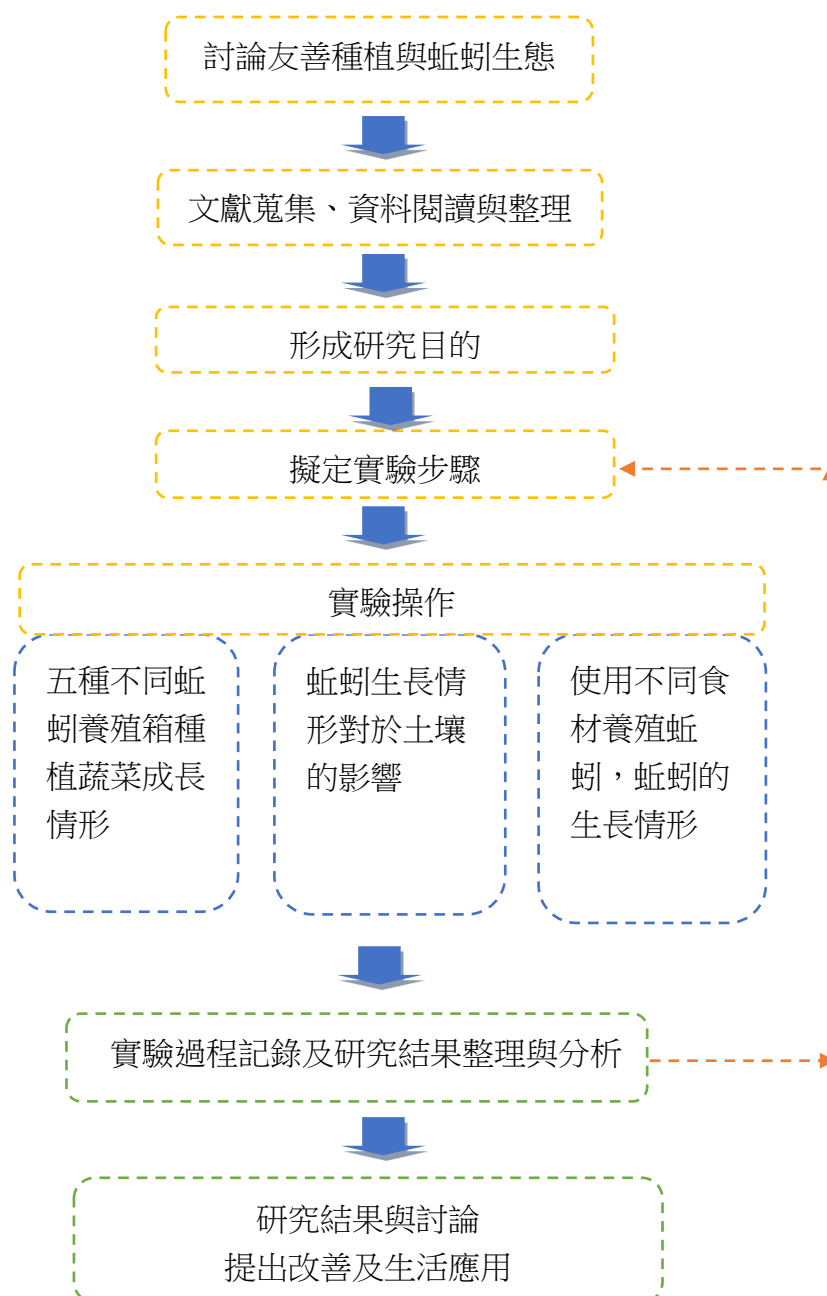 討論友善種植與蚯蚓生態
文獻蒐集、資料閱讀與整理
形成研究目的
擬定實驗步驟
實驗操作
五種不同蚯
蚓養殖箱種
植蔬菜成長
情形
蚯蚓生長情
形對於土壤
的影響
使用不同食
材養殖蚯
蚓，蚯蚓的
生長情形
實驗過程記錄及研究結果整理與分析
研究結果與討論
提出改善及生活應用